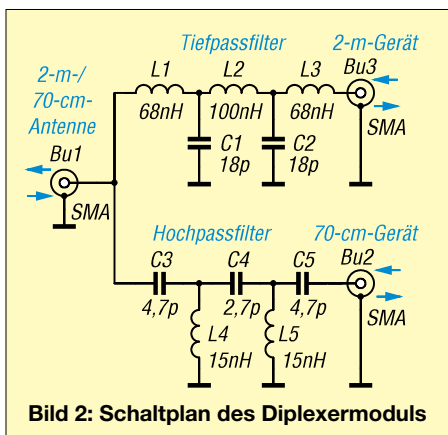 Tiefpassfilter
2-m-Gerät
2-m-/
70-cm-
Antenne
L1
L2
L3
Bu3
68nH
100nH
68nH
C1
18p
C2
18p
SMA
Bu1
SMA
Hochpassfilter
70-cm-Gerät
C3
C4
C5
Bu2
4,7p
2,7p
4,7p
L4
15nH
L5
15nH
SMA
Bild 2: Schaltplan des Diplexermoduls